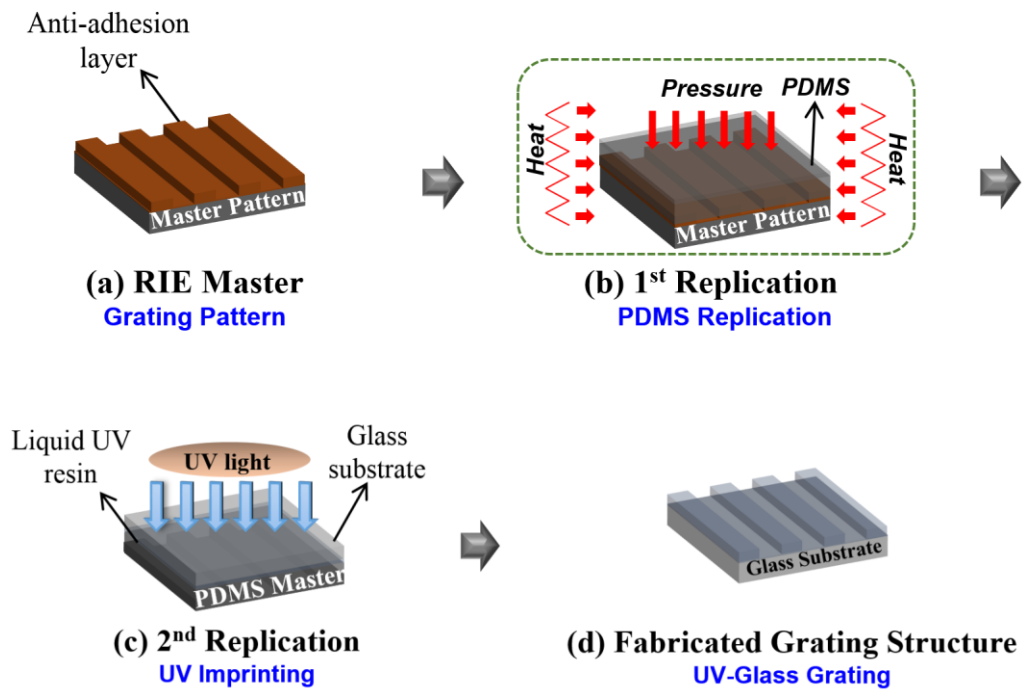 Anti-adhesion
layer
Master Pattern
(a) RIE Master
Grating Pattern
Pressure
PDMS
Heat
Heat
Master Pattern
(b) 1st Replication
PDMS Replication
Liquid UV
resin
UV light
Glass
substrate
PDMS Master
(c) 2nd Replication
UV Imprinting
Glass Substrate
(d) Fabricated Grating Structure
UV-Glass Grating